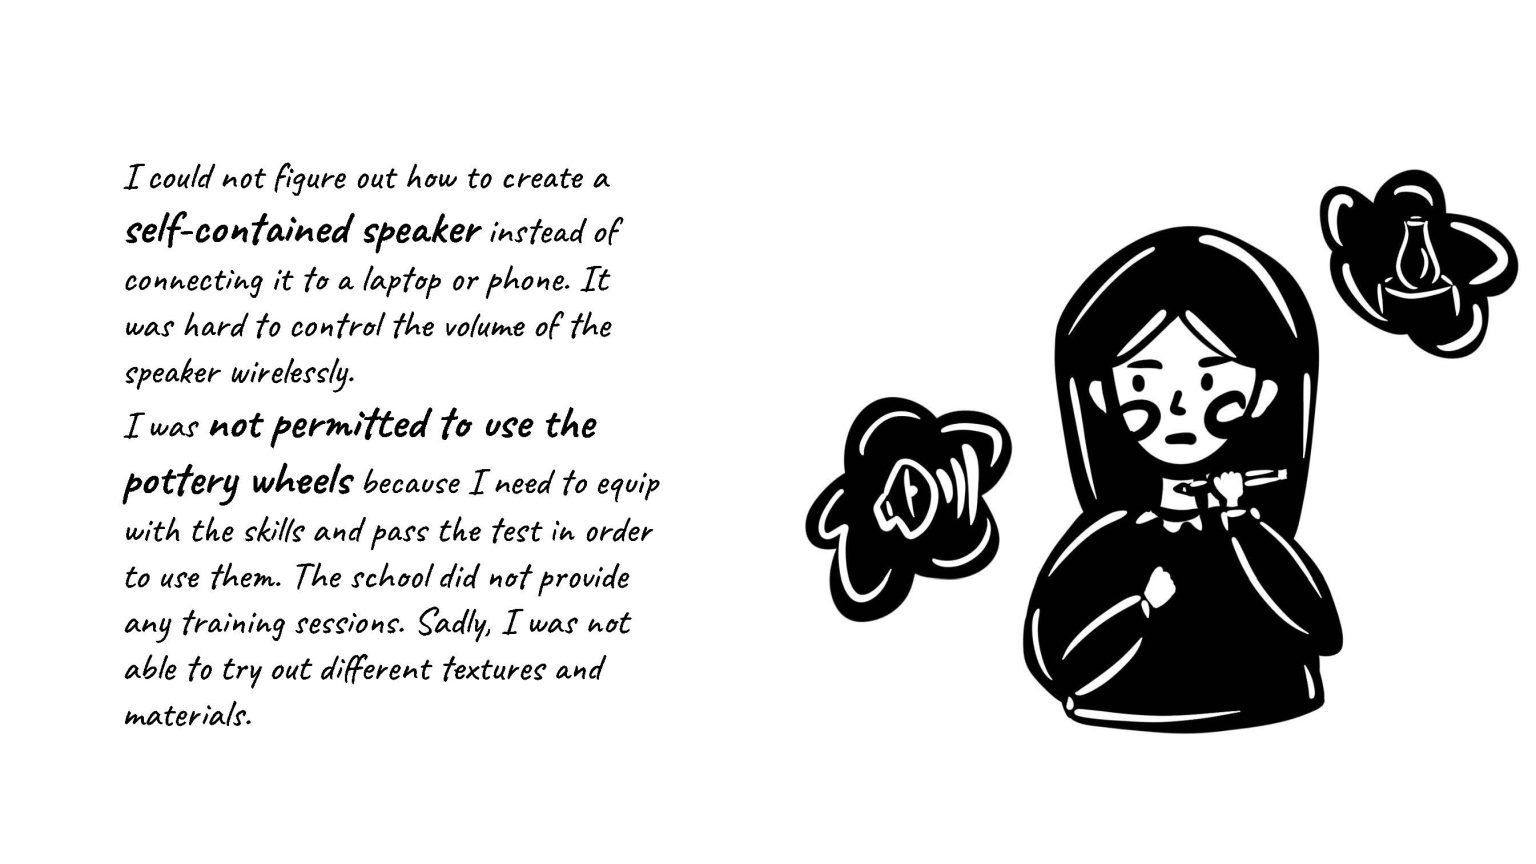 I could not figure out how to create a
self-contained speaker instead of
connecting it to a laptop or phone. It
was hard to control the volume of the
speaker wirelessly.
I was not permitted to use the
pottery wheels because I need to equip
with the skills and pass the test in order
to use them. The school did not provide
any training sessions. Sadly, I was not
able to try out different textures and
materials.